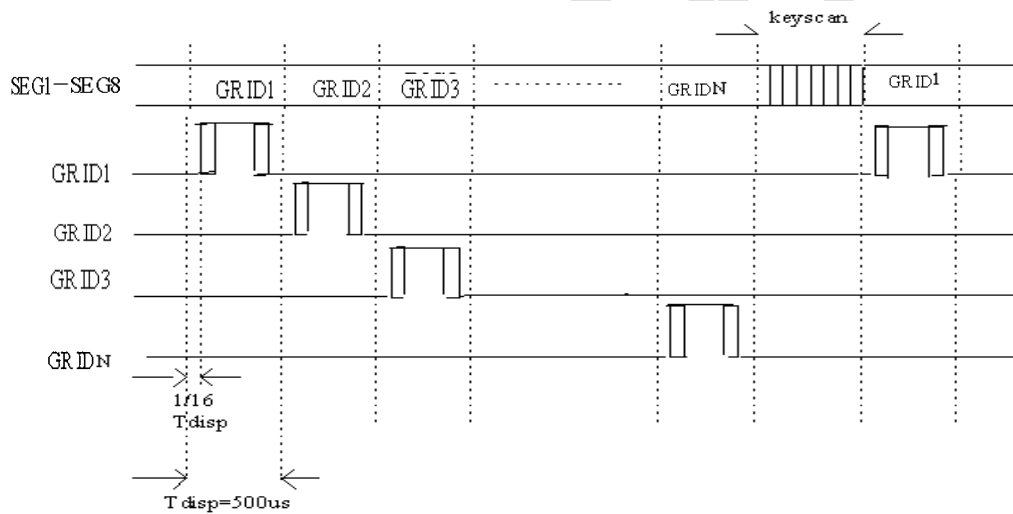 keyscan
SEG1-SEG8 GRID1 GRID2 GRID3 GRIDN GRID1
GRID1
GRID2
GRID3
GRIDN
1/16
Tdisp
Tdisp=500us